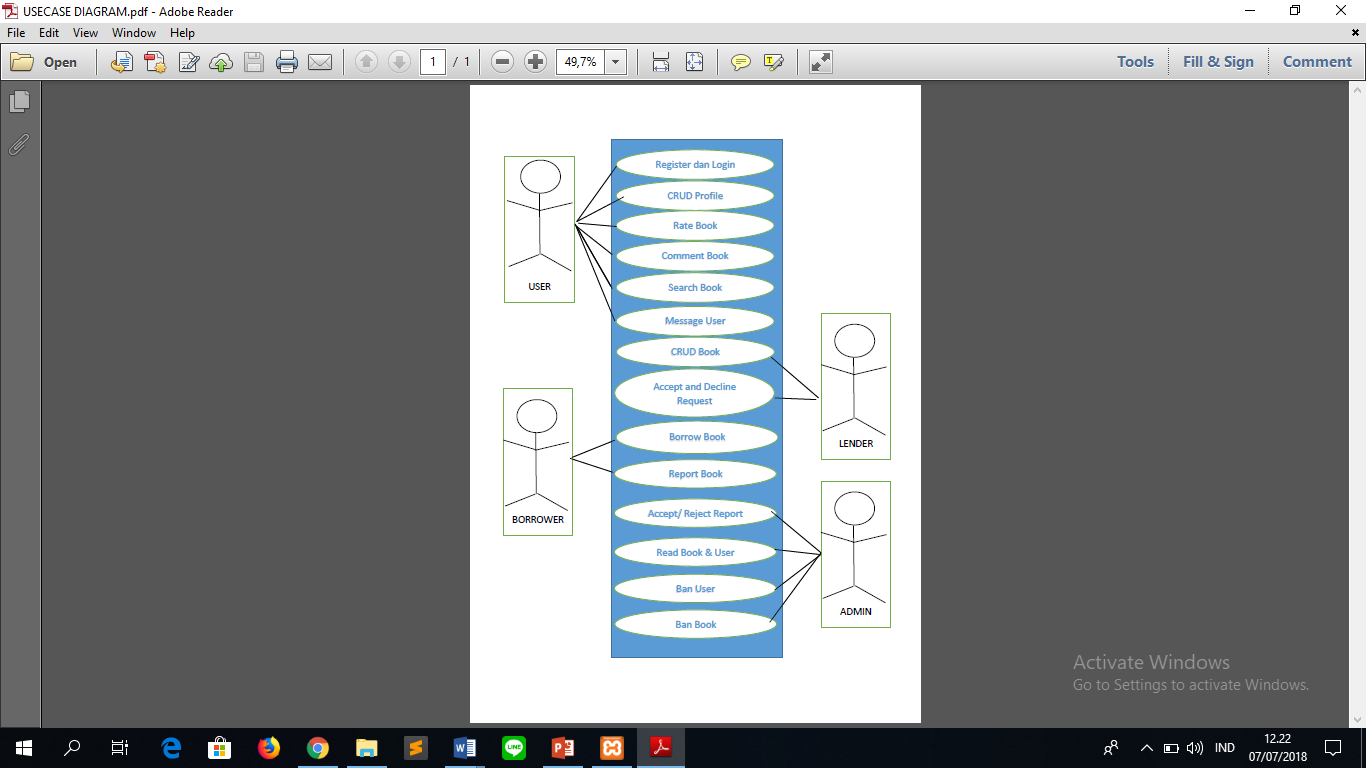 USECASE DIAGRAM.pdf - Adobe Reader
File Edit View Window Help
Open 1 / 1 49,7% Tools Fill & Sign Comment
Register dan Login
CRUD Profile
Rate Book
Comment Book
Search Book
USER
Message User
CRUD Book
Accept and Decline
Request
Borrow Book
LENDER
Report Book
Accept/ Reject Report
BORROWER
Read Book & User
Ban User
ADMIN
Ban Book
Activate Windows
Go to Settings to activate Windows.
IND
12.22
07/07/2018